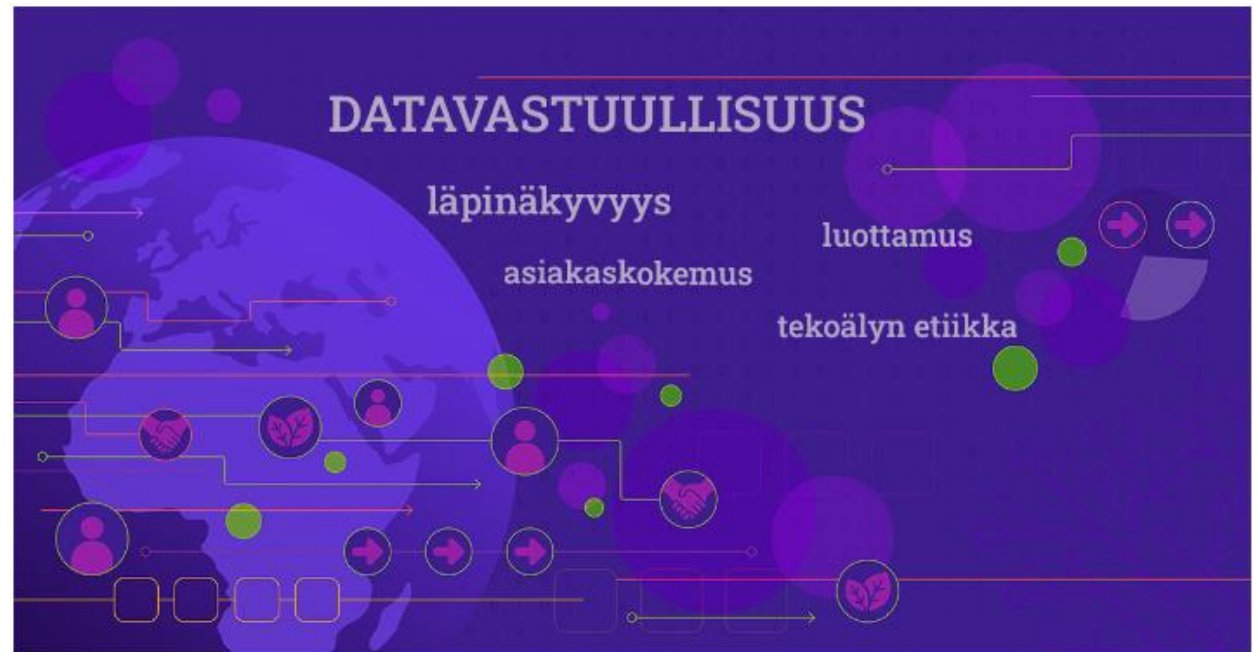 DATAVASTUULLISUUS
läpinäkyvyys
luottamus
asiakaskokemus
tekoälyn etiikka